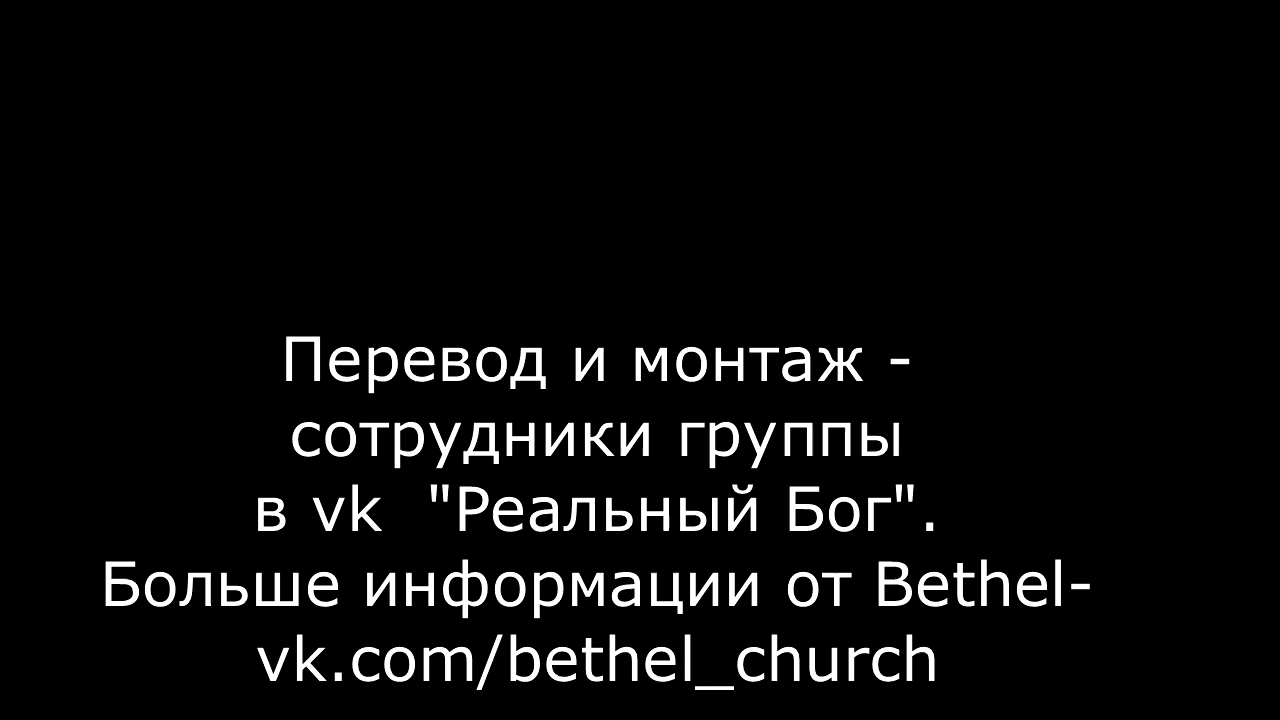 Перевод и монтаж -
сотрудники группы
в vk  "Реальный Бог".
Больше информации от Bethel-
vk.com/bethel_church